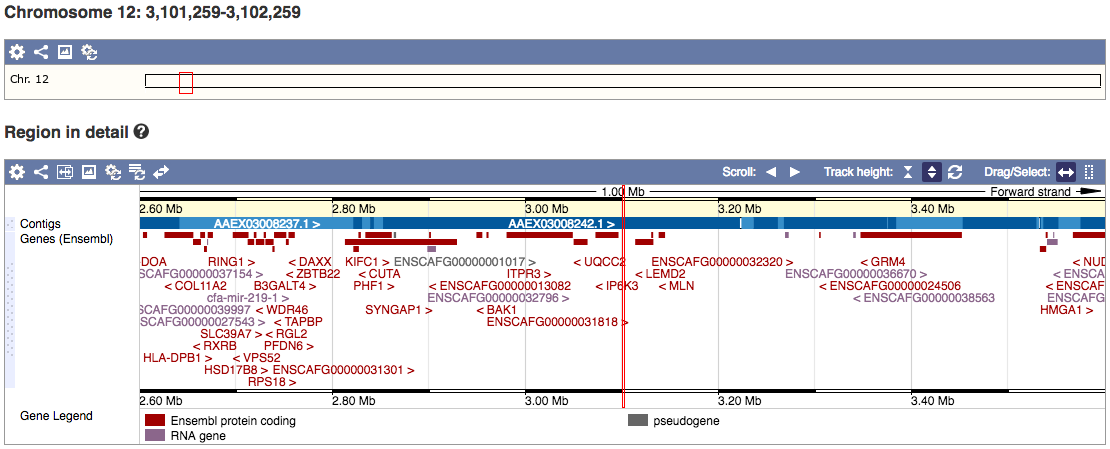 Chromosome 12: 3,101,259-3,102,259
Chr. 12
Region in detail ?
Scroll: Track height: Drag/Select:
1.00 Mb Forward strand
2.60 Mb 2.80 Mb 3.00 Mb 3.20 Mb 3.40 Mb
Contigs AAEX03008237.1 > AAEX03008242.1 >
Genes (Ensembl)
DOA RING1 > < DAXX KIFC1 > ENSCAFG00000001017 > < UQCC2 ENSCAFG00000032320 > < GRM4 < NUD
SCAFG00000037154 > < ZBTB22 < CUTA ITPR3 > < LEMD2 ENSCAFG00000036670 > < ENSCA
< COL11A2 B3GALT4 > PHF1 > < ENSCAFG00000013082 < IP6K3 < MLN < ENSCAFG00000024506 < ENSCAF
cfa-mir-219-1 > ENSCAFG00000032796 > < ENSCAFG00000038563 ENSCAFG
SCAFG00000039997 < WDR46 SYNGAP1 > < BAK1 HMGA1 >
SCAFG00000027543 > < TAPBP ENSCAFG00000031818 >
SLC39A7 > < RGL2
< RXRB PFDN6 >
HLA-DPB1 > < VPS52
HSD17B8 > ENSCAFG00000031301 >
RPS18 >
2.60 Mb 2.80 Mb 3.00 Mb 3.20 Mb 3.40 Mb
Gene Legend Ensembl protein coding pseudogene
RNA gene